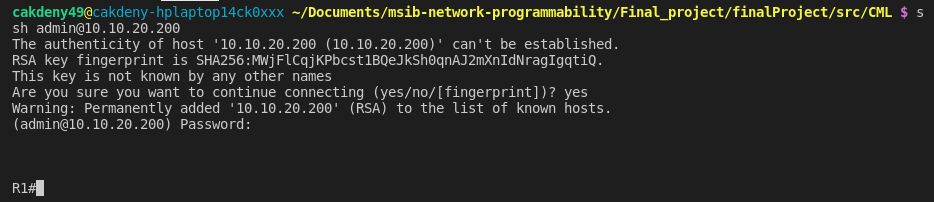 cakdeny49@cakdeny-hplaptop14ck0xxx ~/Documents/msib-network-programmability/Final_project/finalProject/src/CML $ s
sh admin@10.10.20.200
The authenticity of host '10.10.20.200 (10.10.20.200)' can't be established.
RSA key fingerprint is SHA256:MWjFlCqjKPbcst1BQeJkSh0qnAJ2mXnIdNragIgqtiQ.
This key is not known by any other names
Are you sure you want to continue connecting (yes/no/[fingerprint])? yes
Warning: Permanently added '10.10.20.200' (RSA) to the list of known hosts.
(admin@10.10.20.200) Password:
R1#